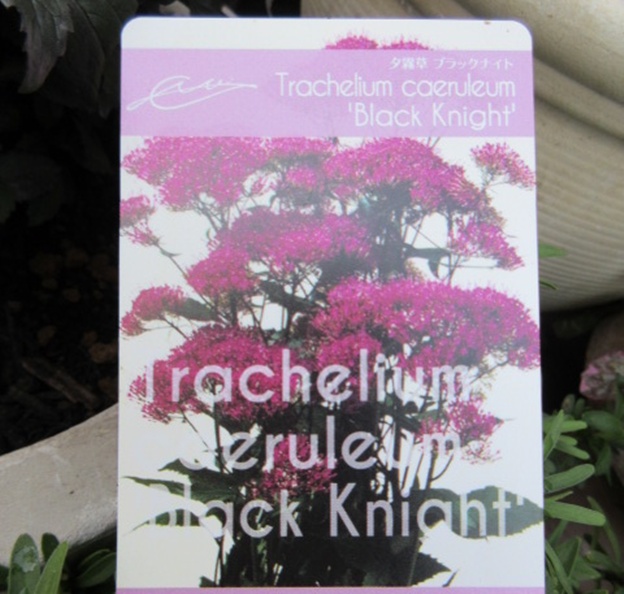 夕霧草 ブラックナイト
Trachelium caeruleum
'Black Knight'
Trachelium
caeruleum
'Black Knight'